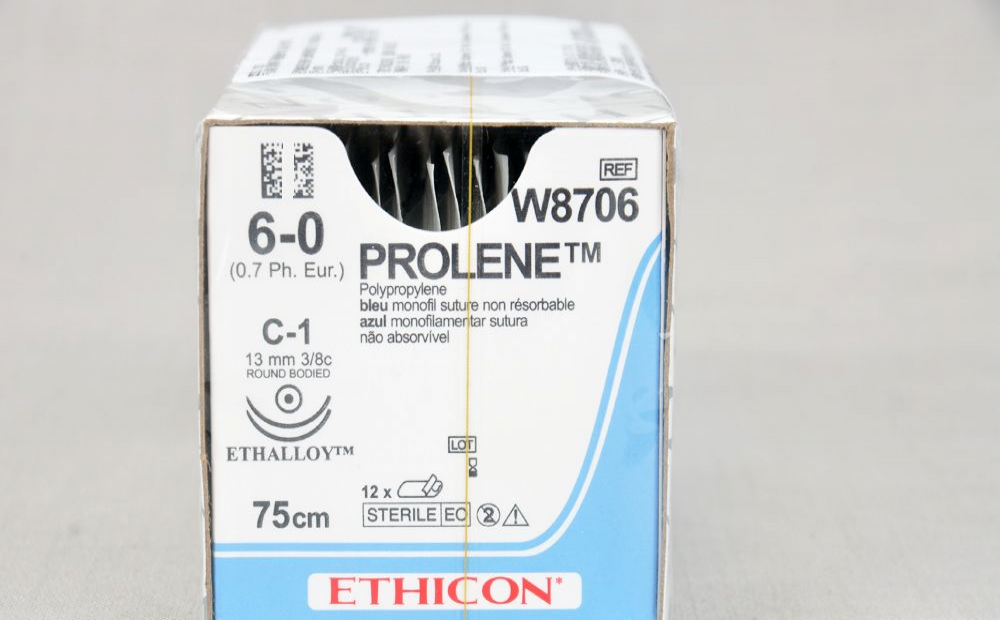 6-0
(0.7 Ph. Eur.)
REF
W8706
PROLENE™
Polypropylene
bleu monofil suture non résorbable
azul monofilamentar sutura
não absorvível
C-1
13 mm 3/8c
ROUND BODIED
ETHALLOY™
LOT
12 x
STERILE EO
2
75cm
ETHICON*